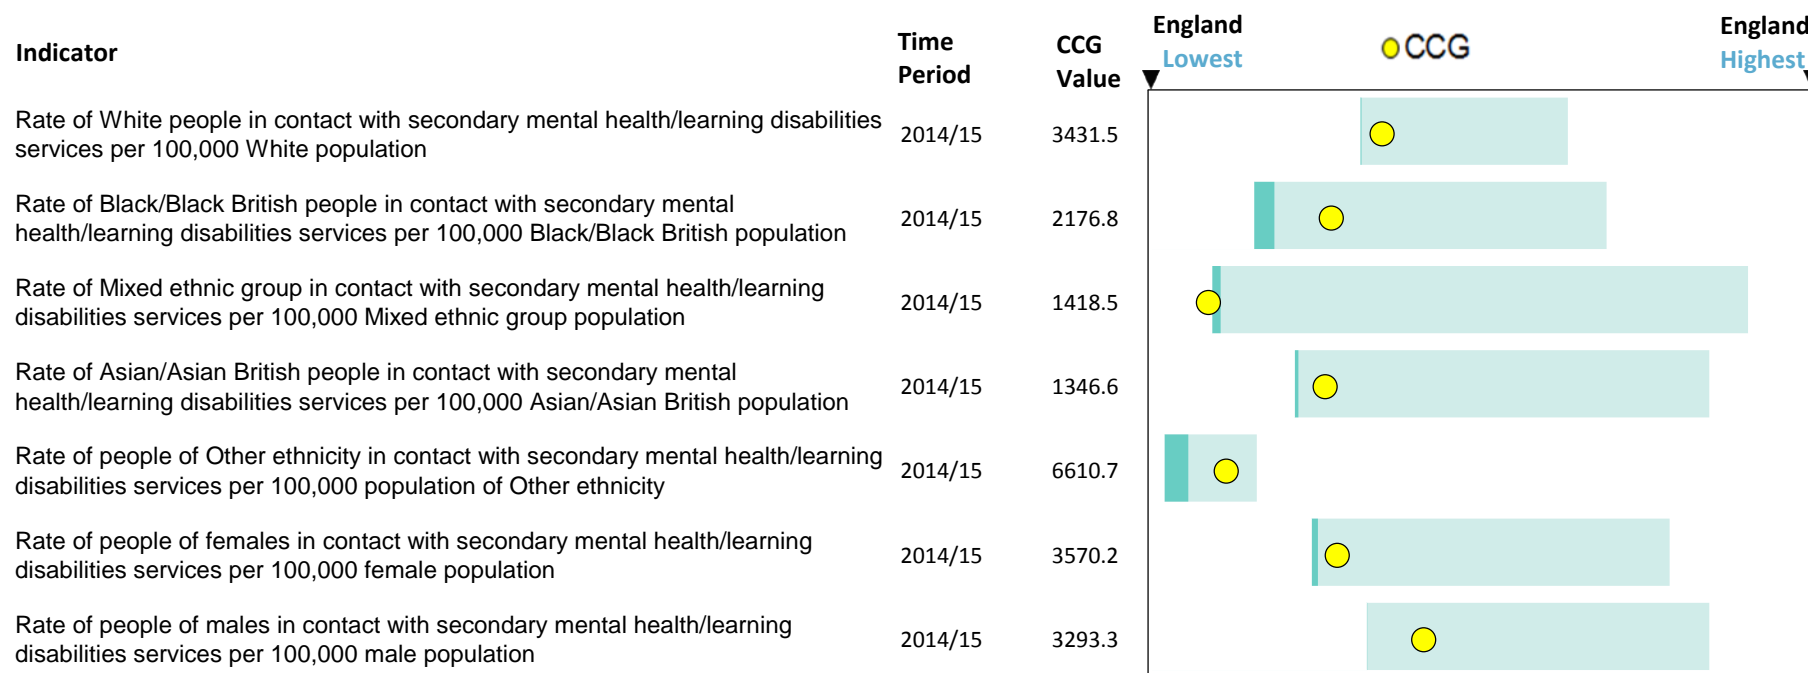 Indicator
Time
Period
CCG
Value
England
Lowest
CCG
England
Highest
Rate of White people in contact with secondary mental health/learning disabilities
services per 100,000 White population
2014/15
3431.5
Rate of Black/Black British people in contact with secondary mental
health/learning disabilities services per 100,000 Black/Black British population
2014/15
2176.8
Rate of Mixed ethnic group in contact with secondary mental health/learning
disabilities services per 100,000 Mixed ethnic group population
2014/15
1418.5
Rate of Asian/Asian British people in contact with secondary mental
health/learning disabilities services per 100,000 Asian/Asian British population
2014/15
1346.6
Rate of people of Other ethnicity in contact with secondary mental health/learning
disabilities services per 100,000 population of Other ethnicity
2014/15
6610.7
Rate of people of females in contact with secondary mental health/learning
disabilities services per 100,000 female population
2014/15
3570.2
Rate of people of males in contact with secondary mental health/learning
disabilities services per 100,000 male population
2014/15
3293.3